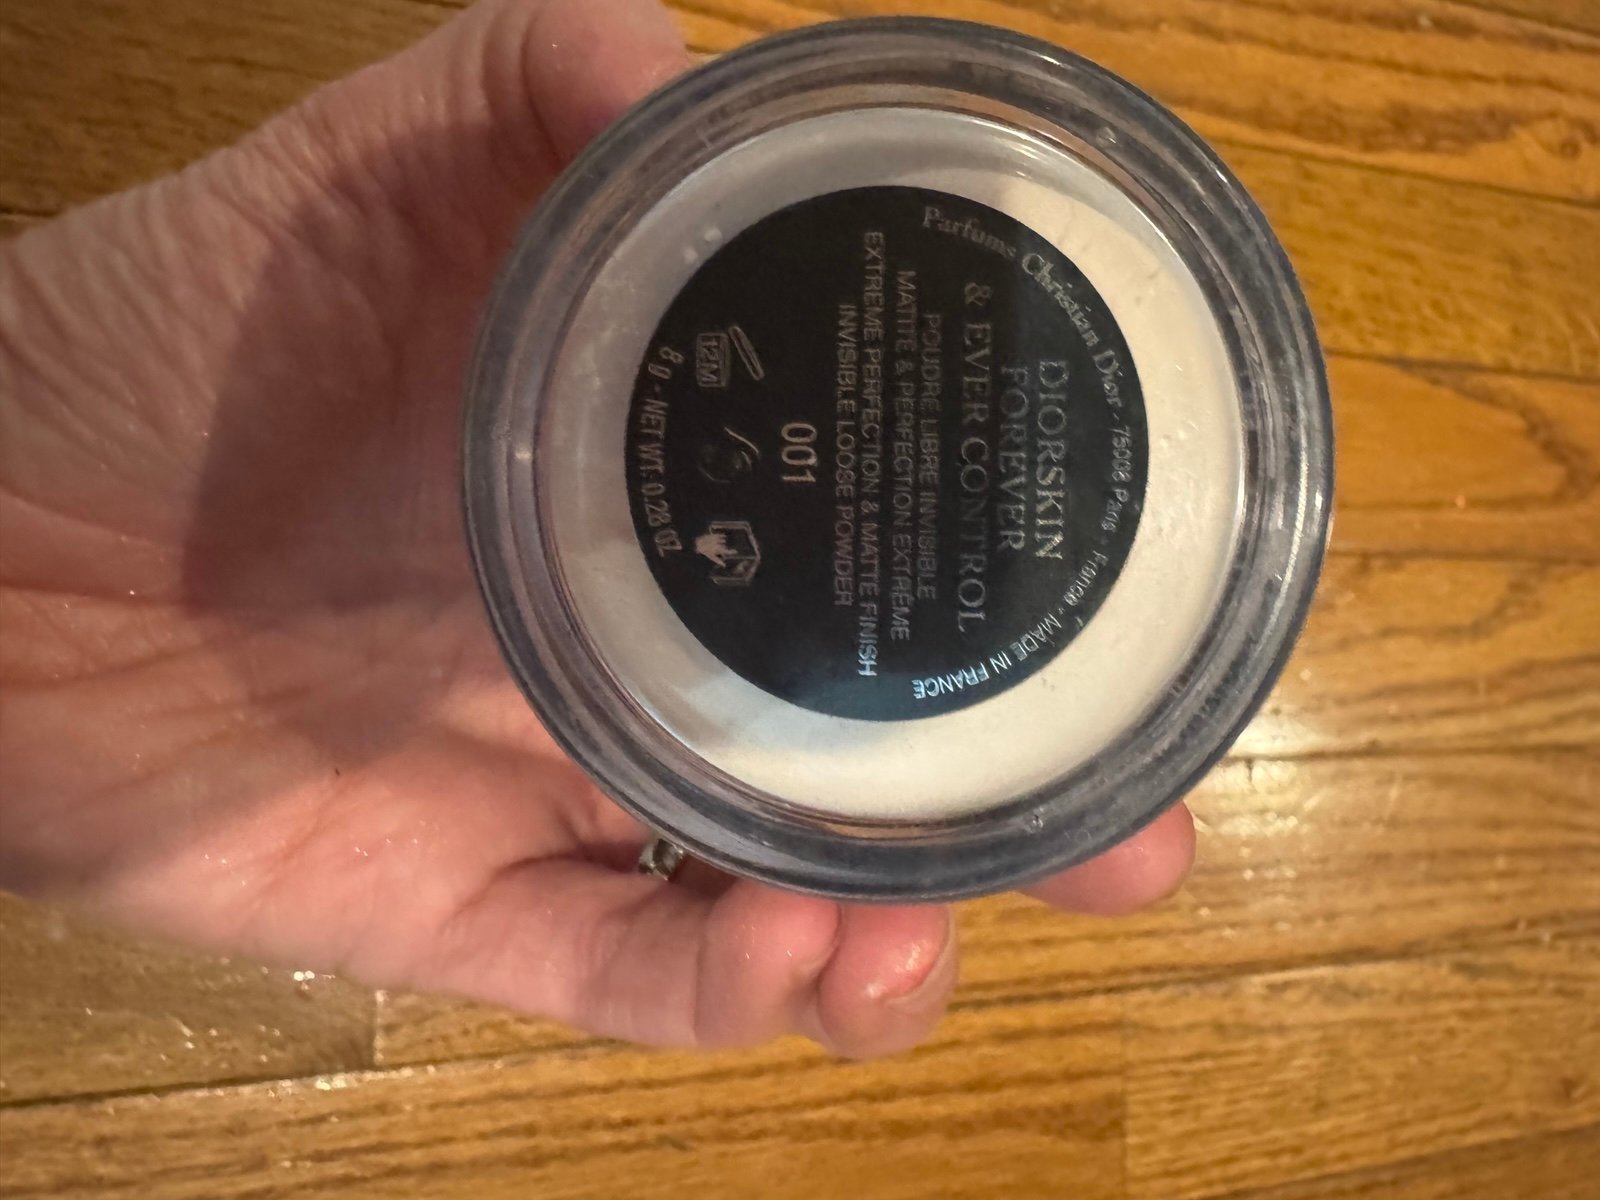 Parfums Christian Dior - 75008 Paris - France - MADE IN FRANCE
DIORSKIN
FOREVER
& EVER CONTROL
POUDRE LIBRE INVISIBLE
MATITÉ & PERFECTION EXTRÊME
EXTREME PERFECTION & MATTE FINISH
INVISIBLE LOOSE POWDER
001
12M
8 g - NET WT. 0.28 OZ